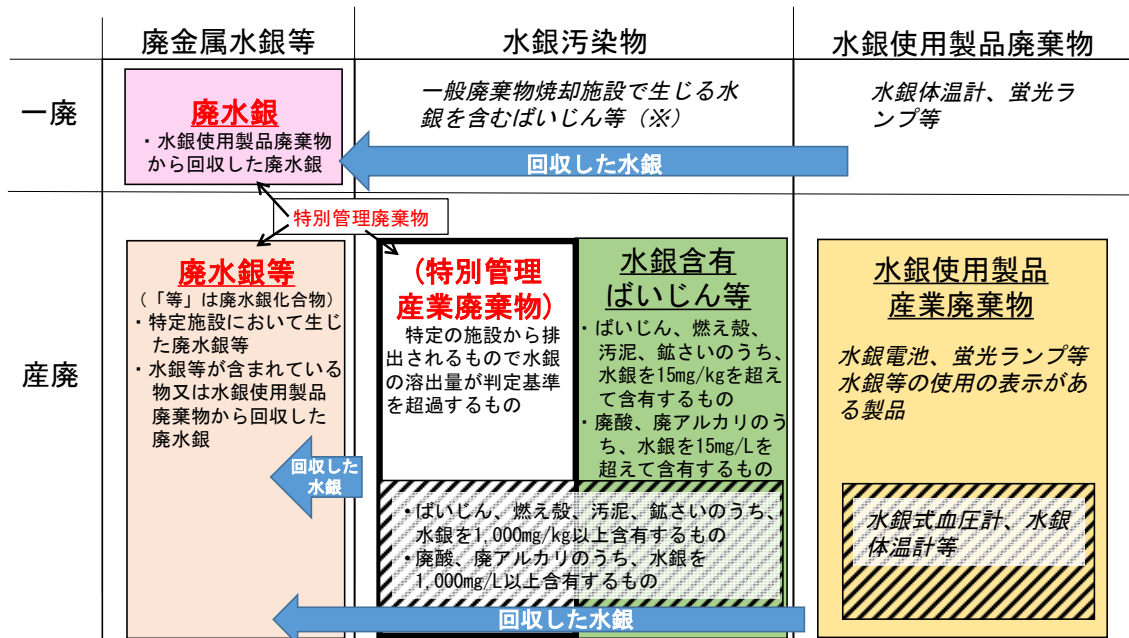 廃金属水銀等
水銀汚染物
水銀使用製品廃棄物
一廃
廃水銀
・水銀使用製品廃棄物
から回収した廃水銀
一般廃棄物焼却施設で生じる水
銀を含むばいじん等（※）
水銀体温計、蛍光ラ
ンプ等
回収した水銀
特別管理廃棄物
産廃
廃水銀等
（「等」は廃水銀化合物）
・特定施設において生じ
た廃水銀等
・水銀等が含まれている
物又は水銀使用製品
廃棄物から回収した
廃水銀
回収した
水銀
（特別管理
産業廃棄物）
特定の施設から排
出されるもので水銀
の溶出量が判定基準
を超過するもの
水銀含有
ばいじん等
・ばいじん、燃え殻、
汚泥、鉱さいのうち、
水銀を15mg/kgを超え
て含有するもの
・廃酸、廃アルカリのう
ち、水銀を15mg/Lを
超えて含有するもの
・ばいじん、燃え殻、汚泥、鉱さいのうち、
水銀を1,000mg/kg以上含有するもの
・廃酸、廃アルカリのうち、水銀を
1,000mg/L以上含有するもの
水銀使用製品
産業廃棄物
水銀電池、蛍光ランプ等
水銀等の使用の表示があ
る製品
水銀式血圧計、水銀
体温計等
回収した水銀